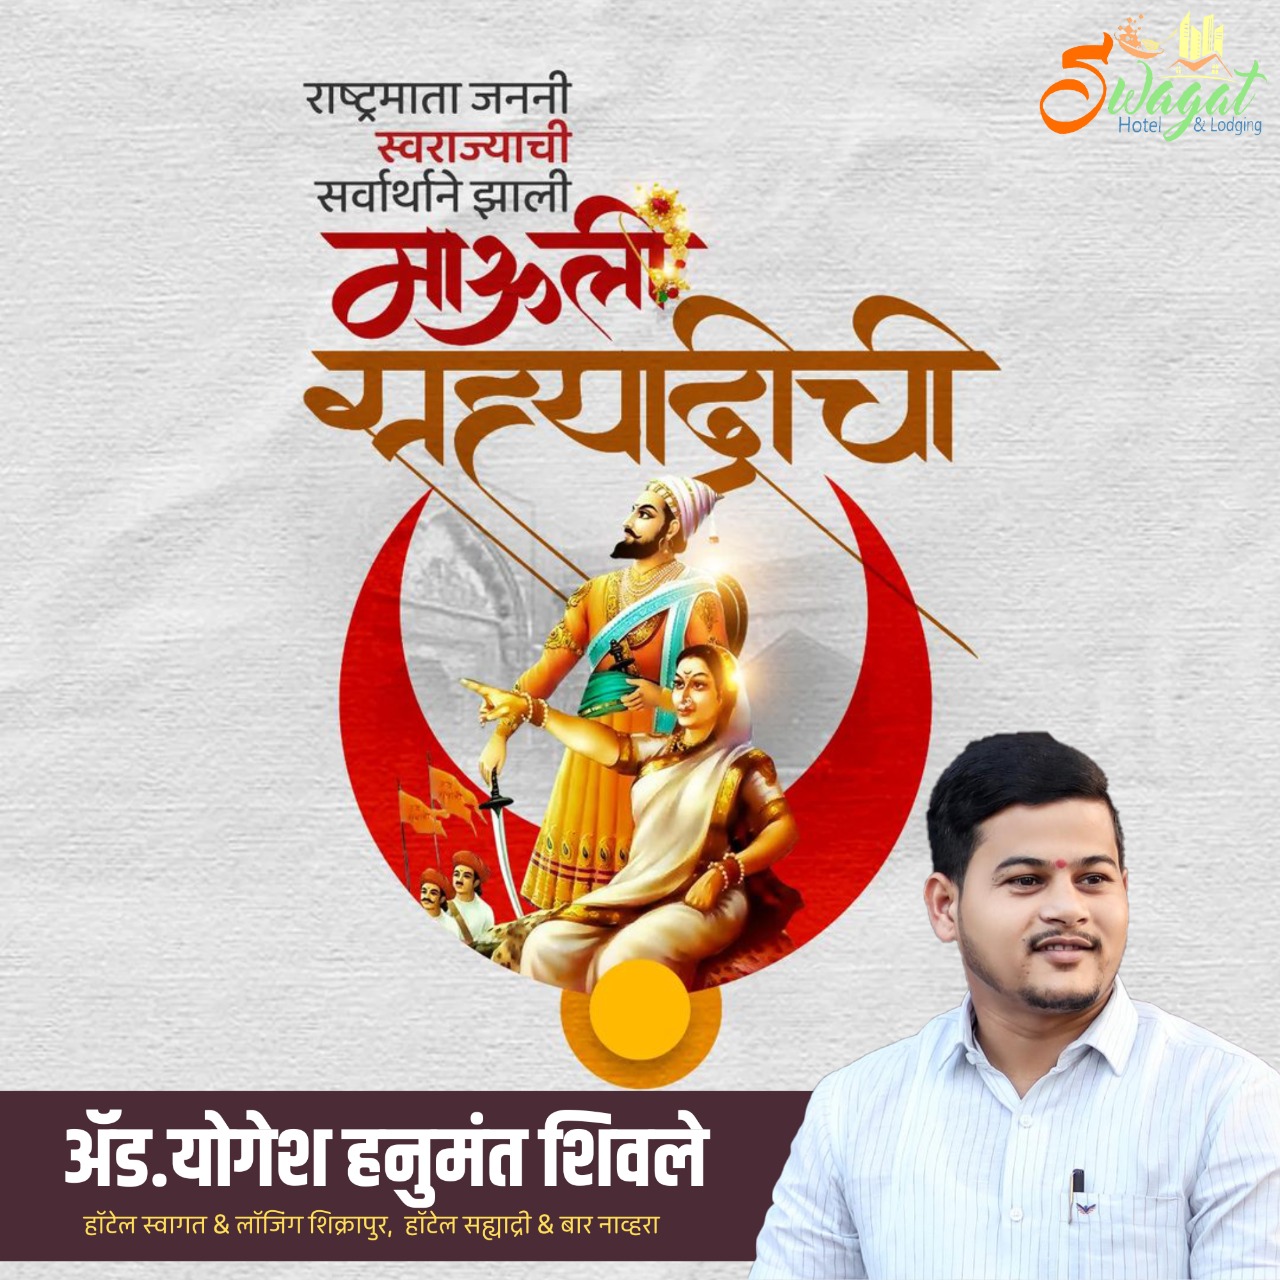 राष्ट्रमाता जननी
स्वराज्याची
सर्वार्थाने झाली
माऊली
सह्याद्रीची
Swagat
Hotel & Lodging
ॲड.योगेश हनुमंत शिवले
हॉटेल स्वागत & लॉजिंग शिक्रापुर, हॉटेल सह्याद्री & बार नाव्हरा